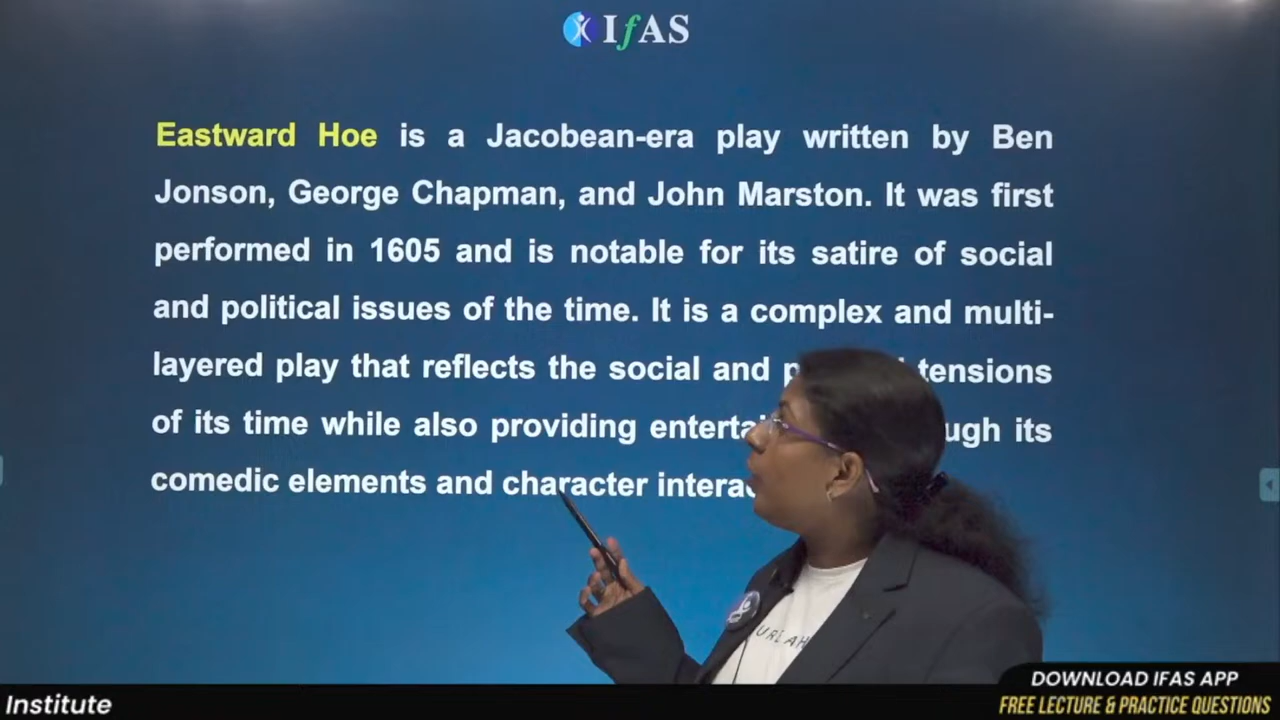 IfAS
Eastward Hoe is a Jacobean-era play written by Ben
Jonson, George Chapman, and John Marston. It was first
performed in 1605 and is notable for its satire of social
and political issues of the time. It is a complex and multi-
layered play that reflects the social and tensions
of its time while also providing its
comedic elements and character
Institute
DOWNLOAD IFAS APP
FREE LECTURE & PRACTICE QUESTIONS